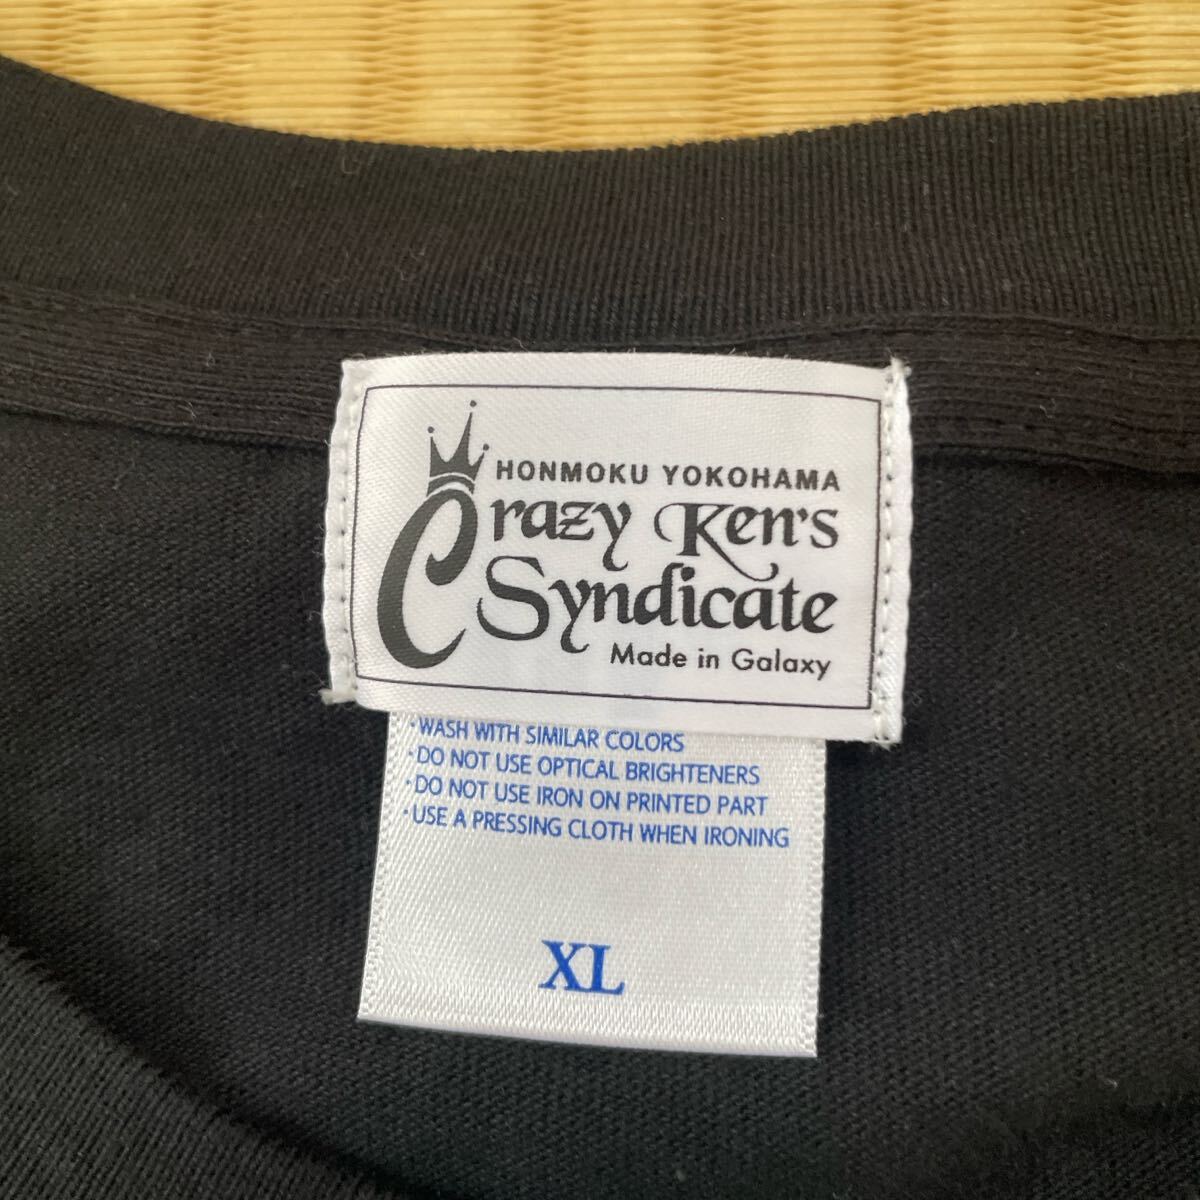 HONMOKU YOKOHAMA
Crazy Ken's
Syndicate
Made in Galaxy
・WASH WITH SIMILAR COLORS
・DO NOT USE OPTICAL BRIGHTENERS
・DO NOT USE IRON ON PRINTED PART
・USE A PRESSING CLOTH WHEN IRONING
XL